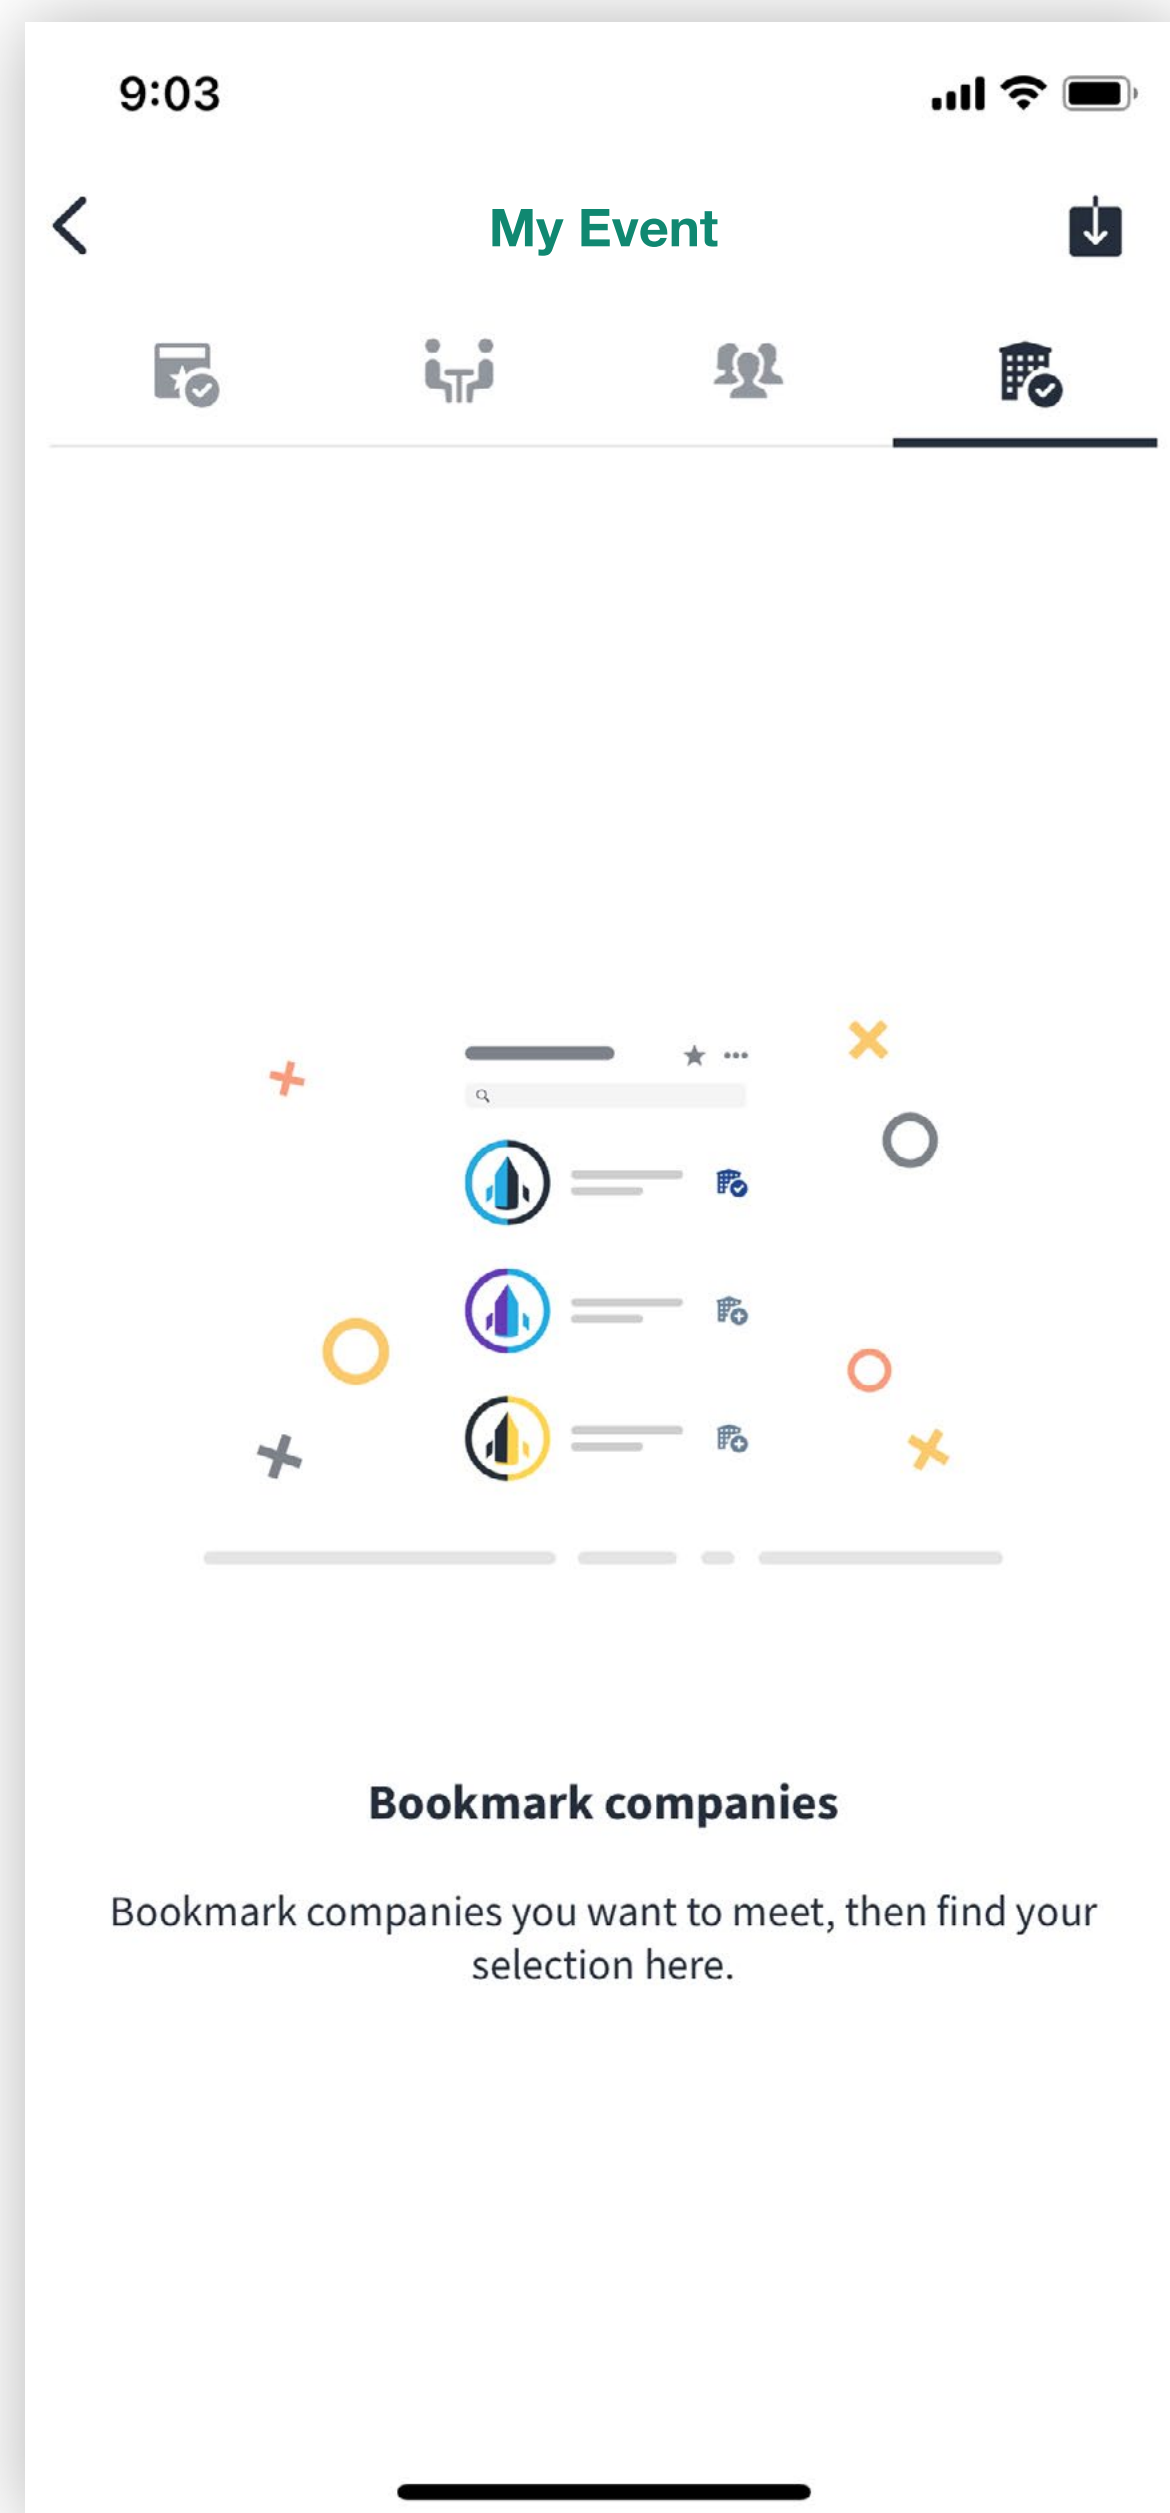 9:03
My Event
Bookmark companies
Bookmark companies you want to meet, then find your
selection here.